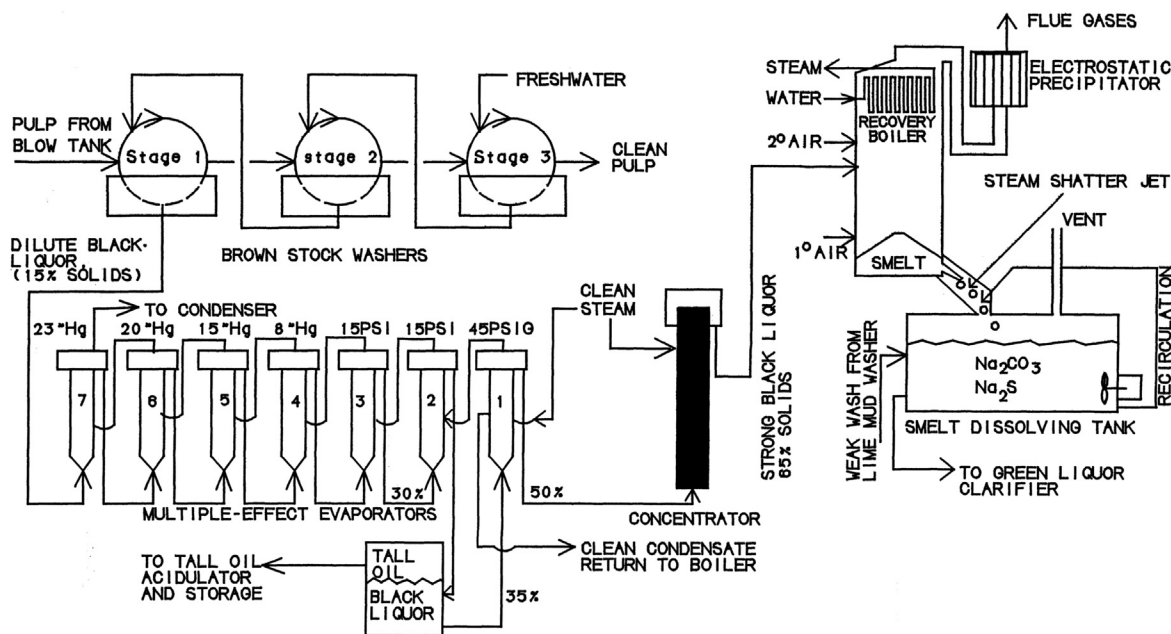 FLUE GASES
STEAM
ELECTROSTATIC
PRECIPITATOR
FRESHWATER
WATER
RECOVERY
BOILER
PULP FROM
BLOW TANK
Stage 1
stage 2
Stage 3
CLEAN
PULP
2º AIR
STEAM SHATTER JET
VENT
DILUTE BLACK-
LIQUOR,
(15% SOLIDS)
BROWN STOCK WASHERS
1º AIR
SMELT
TO CONDENSER
CLEAN
STEAM
23"Hg
20"Hg
15"Hg
8"Hg
15PSI
15PSI
45PSIG
7
6
5
4
3
2
1
STRONG BLACK LIQUOR
65% SOLIDS
WEAK WASH FROM
LIME MUD WASHER
Na2CO3
Na2S
RECIRCULATION
SMELT DISSOLVING TANK
30%
50%
MULTIPLE-EFFECT EVAPORATORS
CONCENTRATOR
TO GREEN LIQUOR
CLARIFIER
TO TALL OIL
ACIDULATOR
AND STORAGE
TALL
OIL
BLACK
LIQUOR
35%
CLEAN CONDENSATE
RETURN TO BOILER